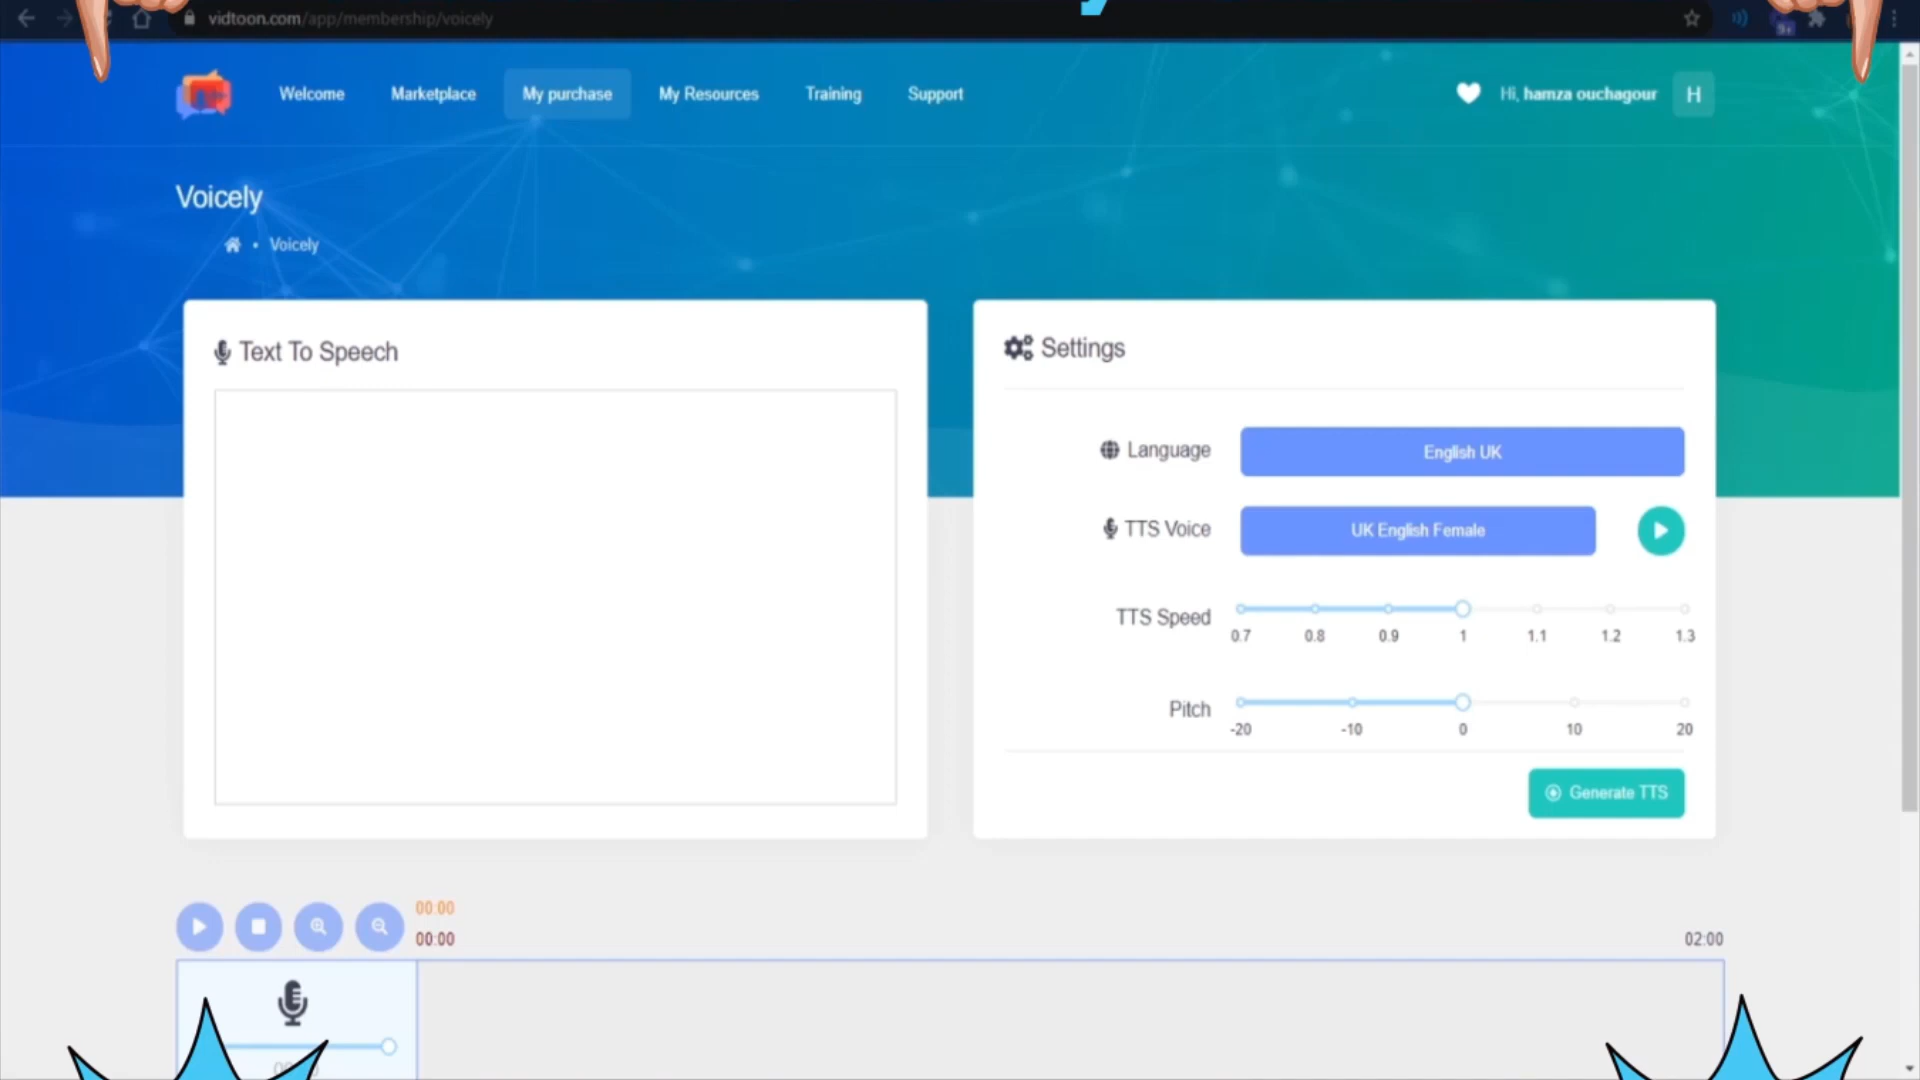 vidtoon.com/app/membership/voicely
Welcome Marketplace My purchase My Resources Training Support
Hi, hamza ouchagour H
Voicely
• Voicely
Text To Speech
Settings
Language English UK
TTS Voice UK English Female
TTS Speed
0.7 0.8 0.9 1 1.1 1.2 1.3
Pitch
-20 -10 0 10 20
Generate TTS
00:00
00:00
02:00